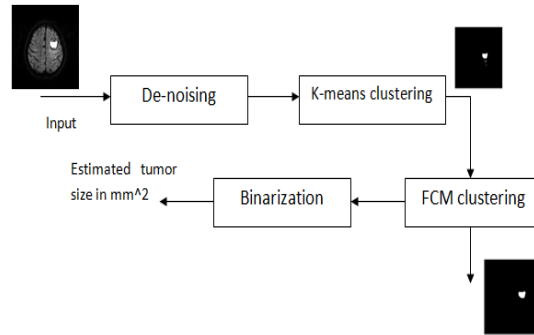 De-noising
K-means clustering
Input
Estimated tumor
size in mm^2
Binarization
FCM clustering